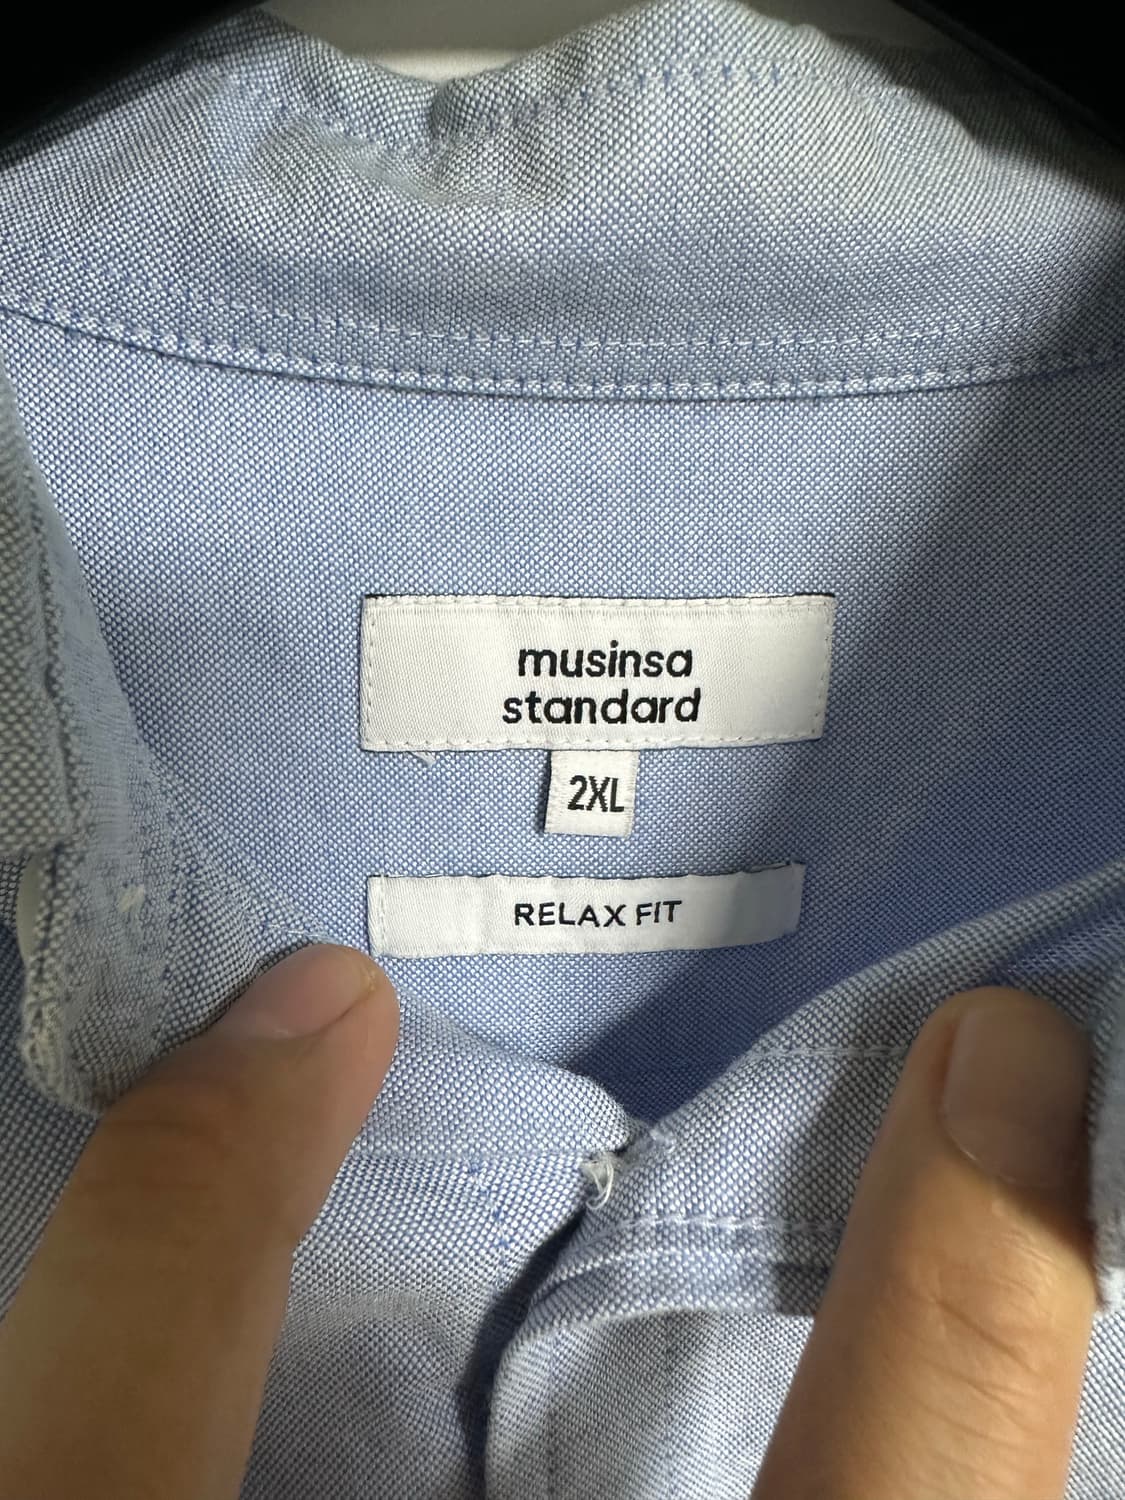 musinsa
standard
2XL
RELAX FIT